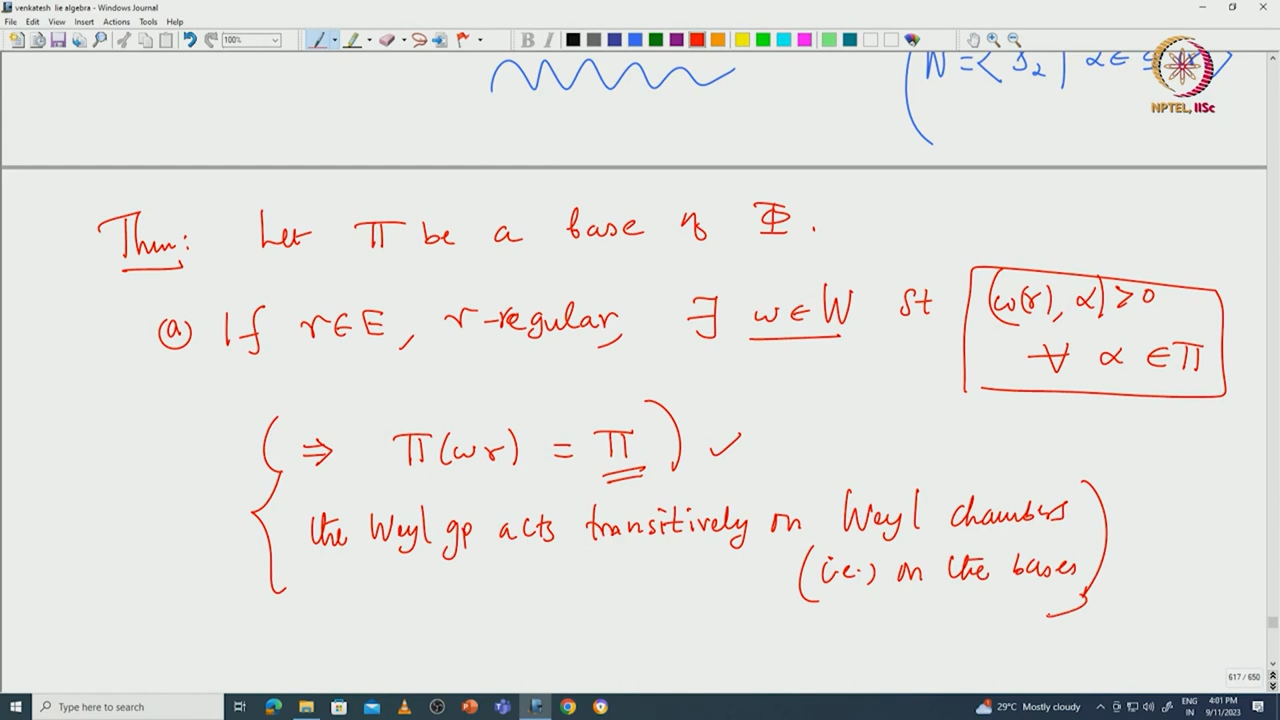 venkatesh lie algebra - Windows Journal
File Edit View Insert Actions Tools Help
100%
B I
NPTEL, IISc
Thm: Let Π be a base of Φ.
(a) If r ∈ E, r-regular, ∃ w ∈ W st (w(r), α) > 0
∀ α ∈ Π
( ⇒ Π(wr) = Π ) ✓
the Weyl gp acts transitively on Weyl chambers
(i.e.) on the bases )
617 / 650
Type here to search
29°C Mostly cloudy
ENG
IN
4:01 PM
9/11/2023